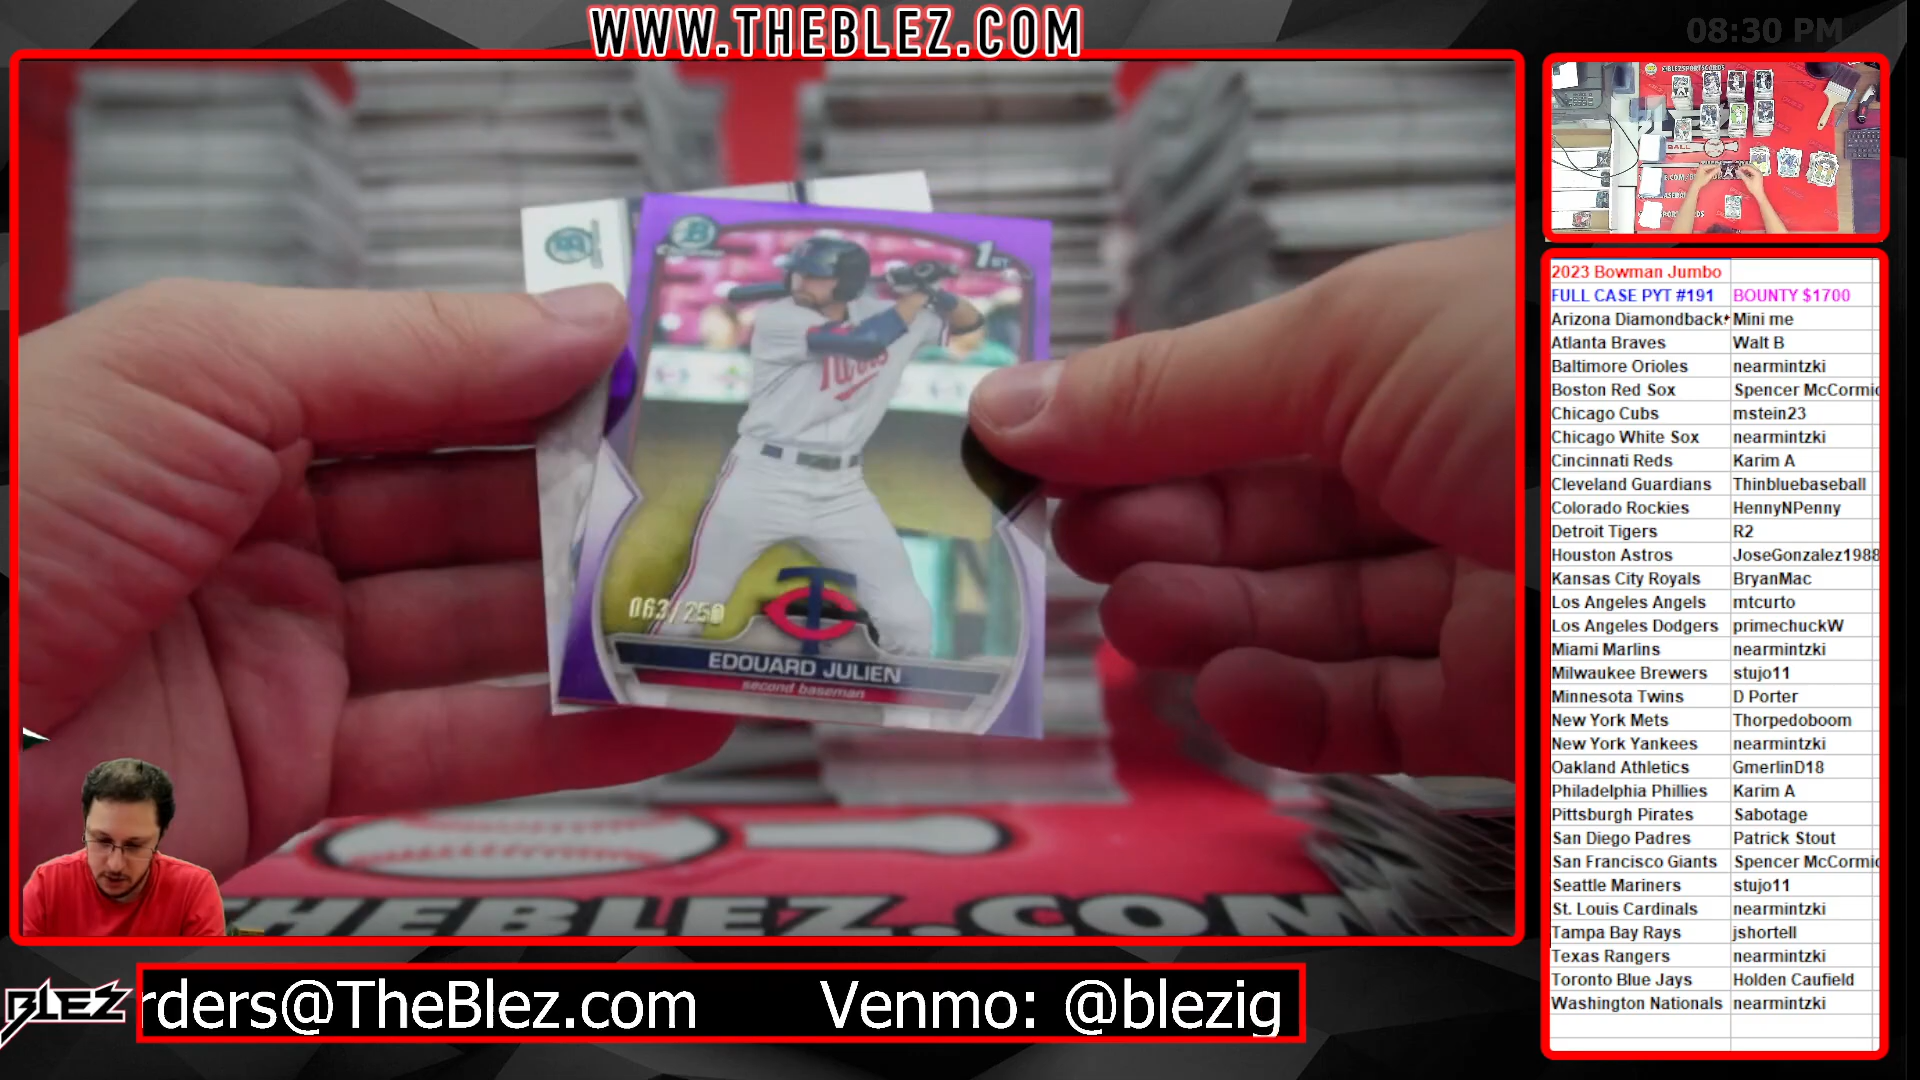 WWW.THEBLEZ.COM
08:30 PM
@BLEZSPORTSCARDS
BALL
1ST
Twins
063/250
EDOUARD JULIEN
second baseman
THEBLEZ.COM
2023 Bowman Jumbo
FULL CASE PYT #191 BOUNTY $1700
Arizona Diamondback Mini me
Atlanta Braves Walt B
Baltimore Orioles nearmintzki
Boston Red Sox Spencer McCormic
Chicago Cubs mstein23
Chicago White Sox nearmintzki
Cincinnati Reds Karim A
Cleveland Guardians Thinbluebaseball
Colorado Rockies HennyNPenny
Detroit Tigers R2
Houston Astros JoseGonzalez1988
Kansas City Royals BryanMac
Los Angeles Angels mtcurto
Los Angeles Dodgers primechuckW
Miami Marlins nearmintzki
Milwaukee Brewers stujo11
Minnesota Twins D Porter
New York Mets Thorpedoboom
New York Yankees nearmintzki
Oakland Athletics GmerlinD18
Philadelphia Phillies Karim A
Pittsburgh Pirates Sabotage
San Diego Padres Patrick Stout
San Francisco Giants Spencer McCormic
Seattle Mariners stujo11
St. Louis Cardinals nearmintzki
Tampa Bay Rays jshortell
Texas Rangers nearmintzki
Toronto Blue Jays Holden Caufield
Washington Nationals nearmintzki
BLEZ
rders@TheBlez.com Venmo: @blezig